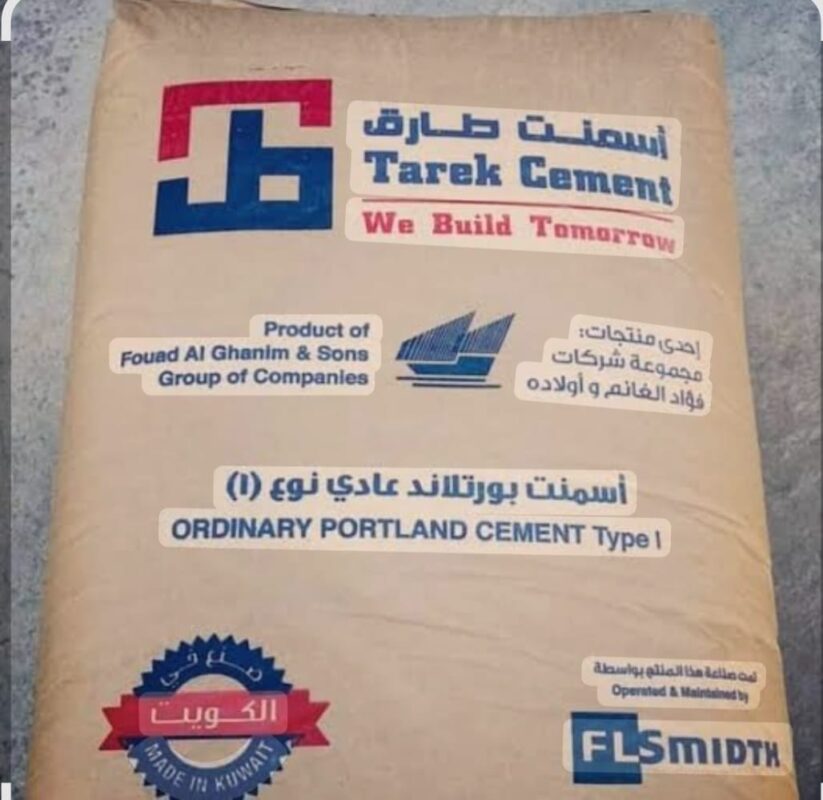 أسمنت طارق
Tarek Cement
We Build Tomorrow
Product of
Fouad Al Ghanim & Sons
Group of Companies
إحدى منتجات:
مجموعة شركات
فؤاد الغانم و أولاده
أسمنت بورتلاند عادي نوع (I)
ORDINARY PORTLAND CEMENT Type I
صنع في
الكويت
MADE IN KUWAIT
تمت صناعة هذا المنتج بواسطة
Operated & Maintained by
FLSMIDTH